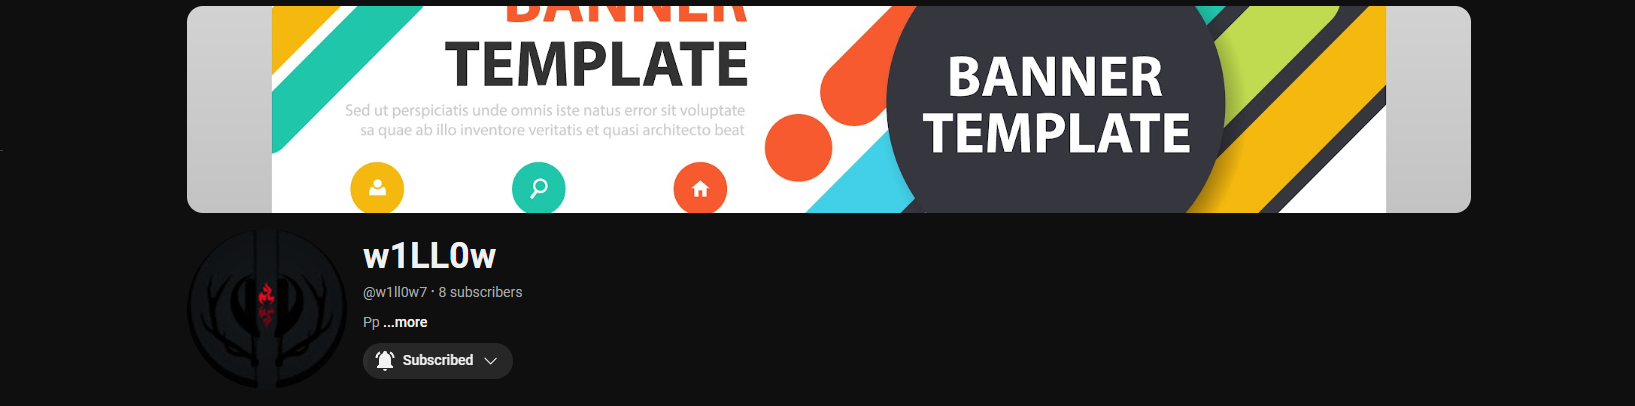 BANNER
TEMPLATE
Sed ut perspiciatis unde omnis iste natus error sit voluptate
sa quae ab illo inventore veritatis et quasi architecto beat
BANNER
TEMPLATE
w1LL0w
@w1ll0w7 · 8 subscribers
Pp ...more
Subscribed